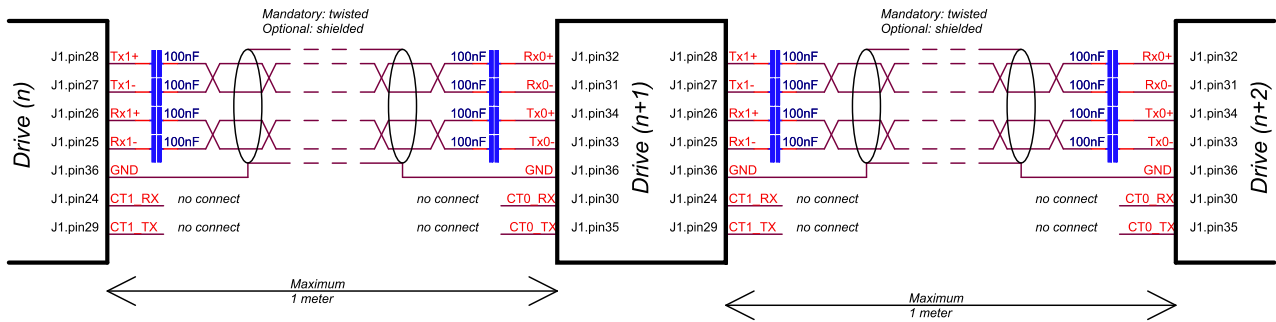 Mandatory: twisted
Optional: shielded
Mandatory: twisted
Optional: shielded
J1.pin28 Tx1+ 100nF 100nF Rx0+ J1.pin32 J1.pin28 Tx1+ 100nF 100nF Rx0+ J1.pin32
J1.pin27 Tx1- 100nF 100nF Rx0- J1.pin31 J1.pin27 Tx1- 100nF 100nF Rx0- J1.pin31
J1.pin26 Rx1+ 100nF 100nF Tx0+ J1.pin34 J1.pin26 Rx1+ 100nF 100nF Tx0+ J1.pin34
J1.pin25 Rx1- 100nF 100nF Tx0- J1.pin33 J1.pin25 Rx1- 100nF 100nF Tx0- J1.pin33
J1.pin36 GND GND J1.pin36 J1.pin36 GND GND J1.pin36
J1.pin24 CT1_RX no connect no connect CT0_RX J1.pin30 J1.pin24 CT1_RX no connect no connect CT0_RX J1.pin30
J1.pin29 CT1_TX no connect no connect CT0_TX J1.pin35 J1.pin29 CT1_TX no connect no connect CT0_TX J1.pin35
Drive (n)
Drive (n+1)
Drive (n+2)
Maximum
1 meter
Maximum
1 meter